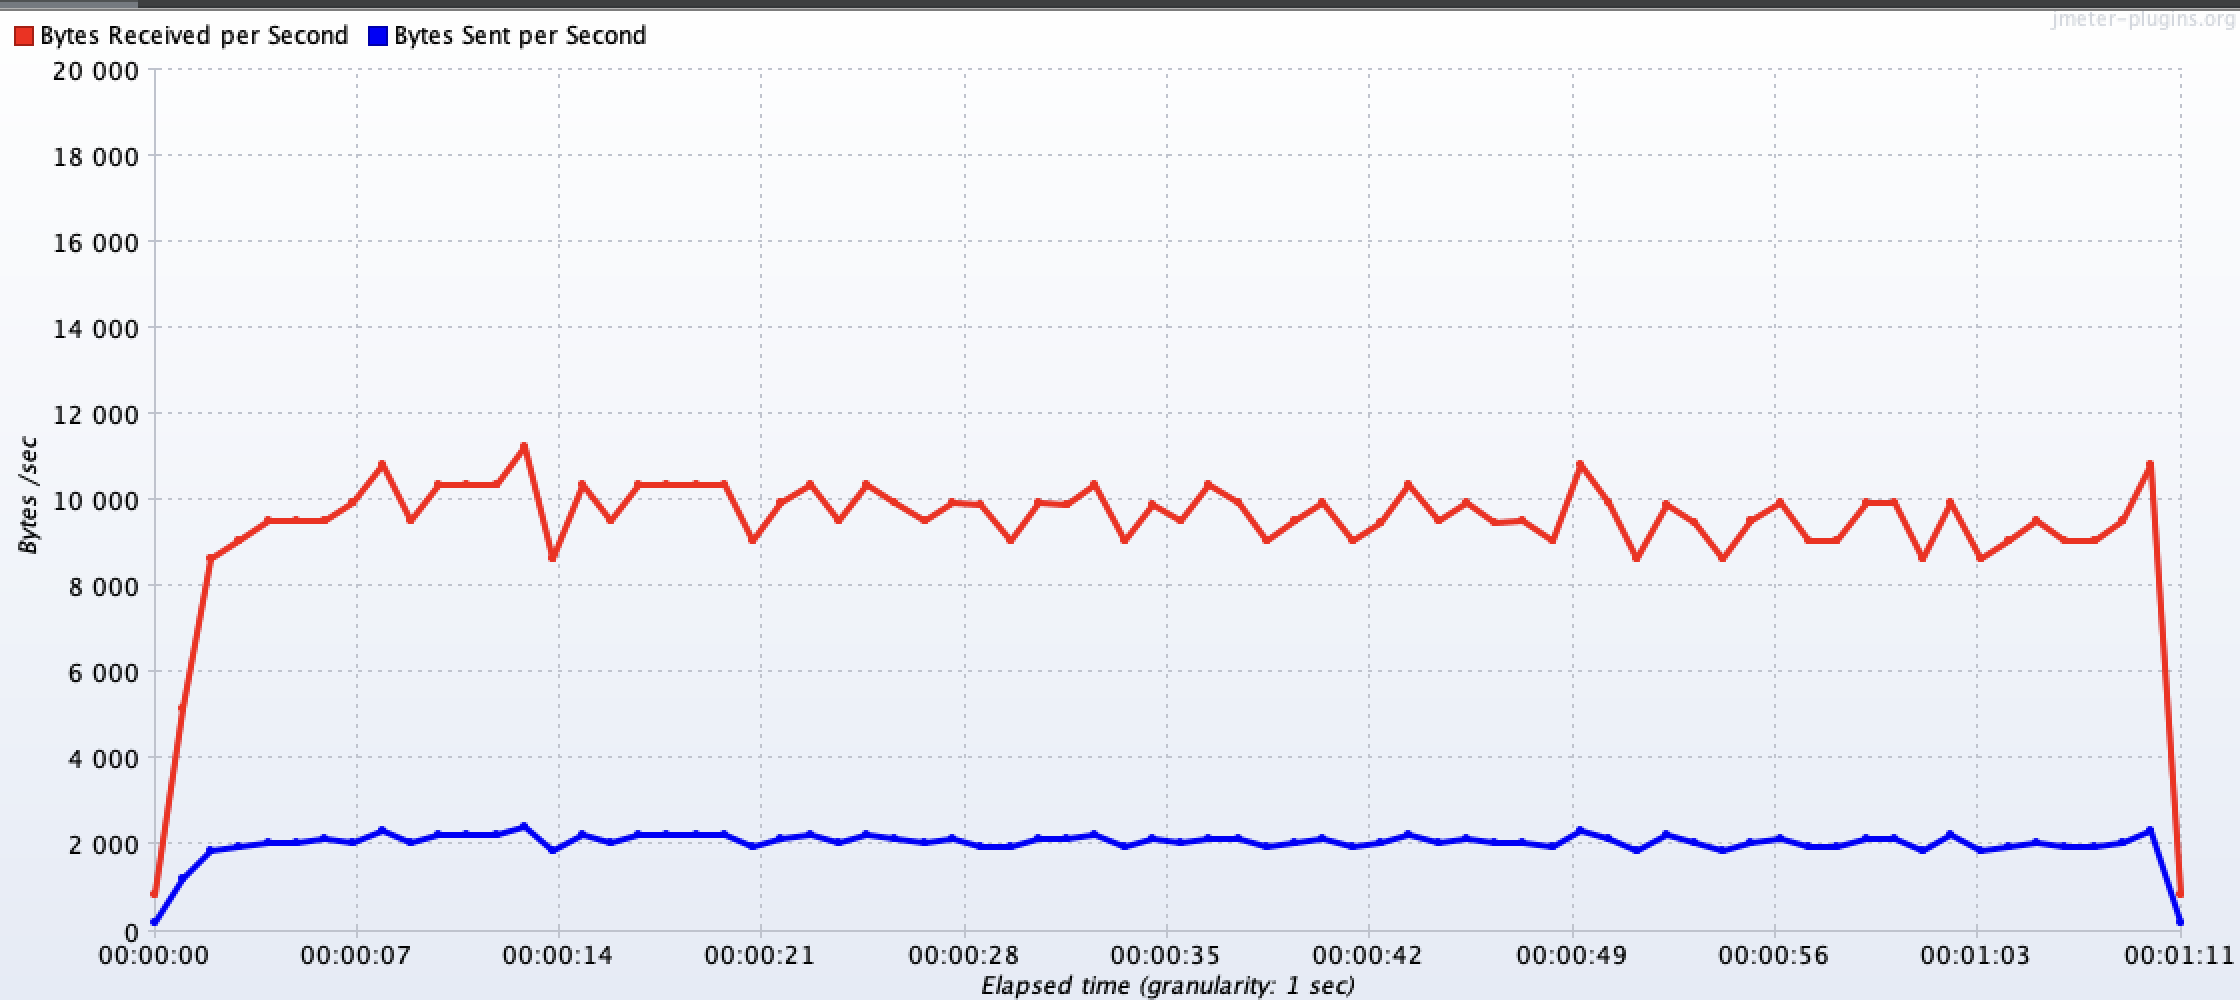 jmeter-plugins.org
Bytes Received per Second Bytes Sent per Second
20 000
18 000
16 000
14 000
12 000
10 000
8 000
6 000
4 000
2 000
0
Bytes /sec
00:00:00 00:00:07 00:00:14 00:00:21 00:00:28 00:00:35 00:00:42 00:00:49 00:00:56 00:01:03 00:01:11
Elapsed time (granularity: 1 sec)